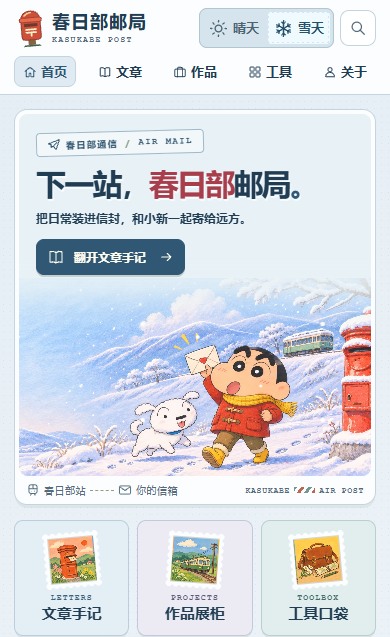 春日部邮局
KASUKABE POST
晴天 雪天
首页 文章 作品 工具 关于
春日部通信 / AIR MAIL
下一站，春日部邮局。
把日常装进信封，和小新一起寄给远方。
翻开文章手记 →
春日部站 ----- 你的信箱
KASUKABE AIR POST
LETTERS
文章手记
PROJECTS
作品展柜
TOOLBOX
工具口袋